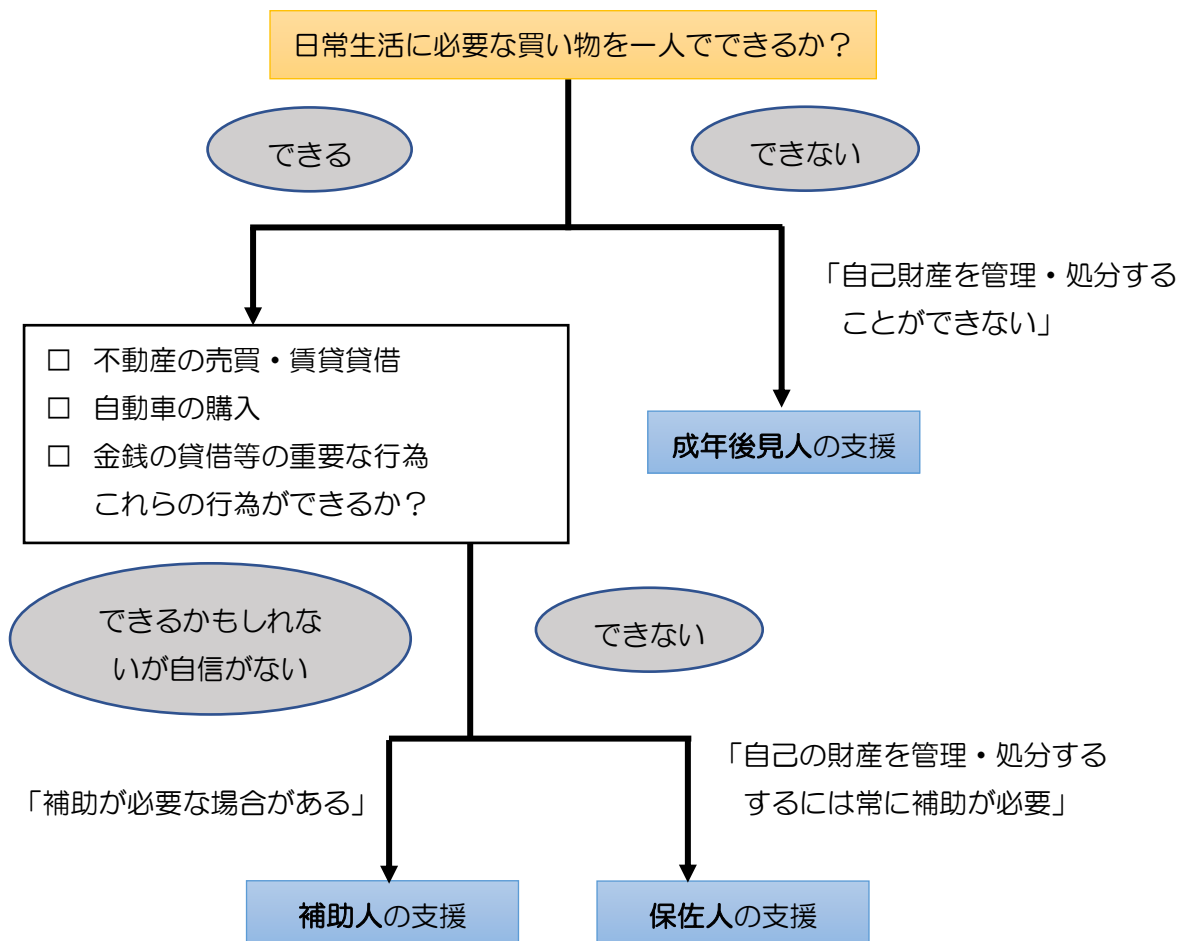 日常生活に必要な買い物を一人でできるか？
できる
できない
「自己財産を管理・処分する
ことができない」
□ 不動産の売買・賃貸貸借
□ 自動車の購入
□ 金銭の貸借等の重要な行為
これらの行為ができるか？
成年後見人の支援
できるかもしれな
いが自信がない
できない
「補助が必要な場合がある」
「自己の財産を管理・処分する
するには常に補助が必要」
補助人の支援
保佐人の支援